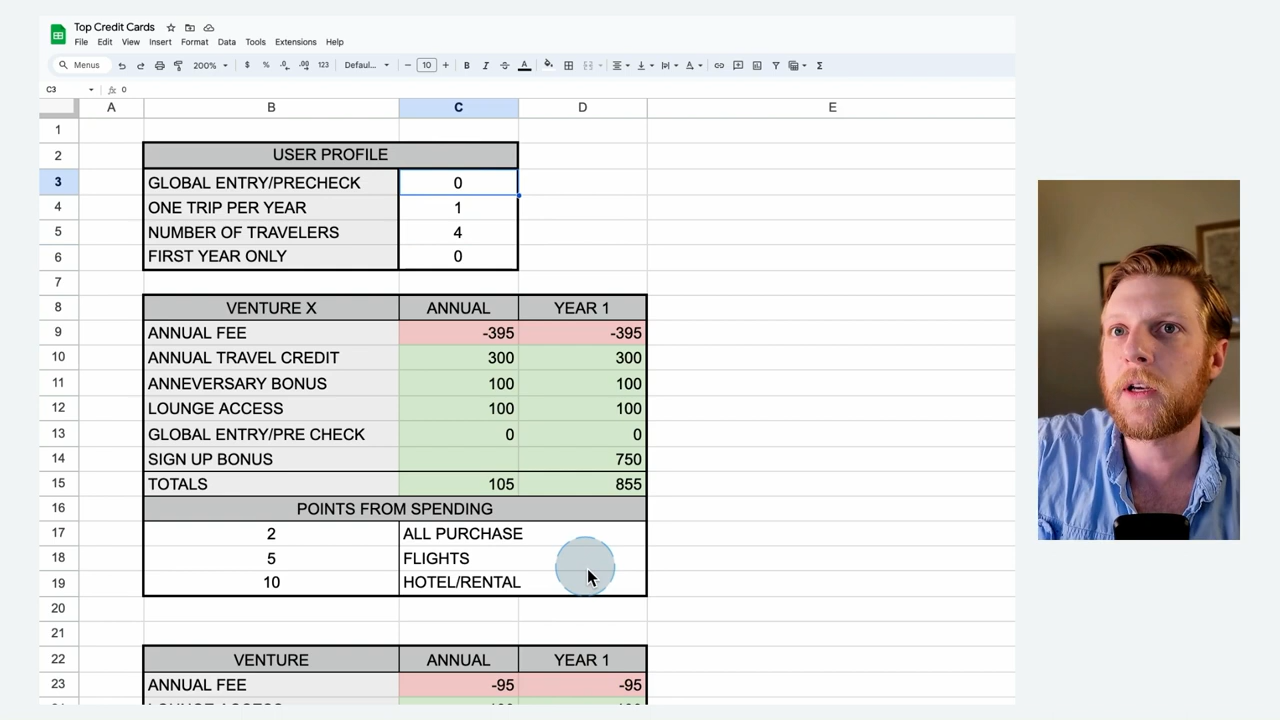 Top Credit Cards
File Edit View Insert Format Data Tools Extensions Help
Menus 200% $ % .0 .00 123 Defaul... − 10 + B I A Σ
C3 fx 0
A B C D E
1
2 USER PROFILE
3 GLOBAL ENTRY/PRECHECK 0
4 ONE TRIP PER YEAR 1
5 NUMBER OF TRAVELERS 4
6 FIRST YEAR ONLY 0
7
8 VENTURE X ANNUAL YEAR 1
9 ANNUAL FEE -395 -395
10 ANNUAL TRAVEL CREDIT 300 300
11 ANNEVERSARY BONUS 100 100
12 LOUNGE ACCESS 100 100
13 GLOBAL ENTRY/PRE CHECK 0 0
14 SIGN UP BONUS 750
15 TOTALS 105 855
16 POINTS FROM SPENDING
17 2 ALL PURCHASE
18 5 FLIGHTS
19 10 HOTEL/RENTAL
20
21
22 VENTURE ANNUAL YEAR 1
23 ANNUAL FEE -95 -95